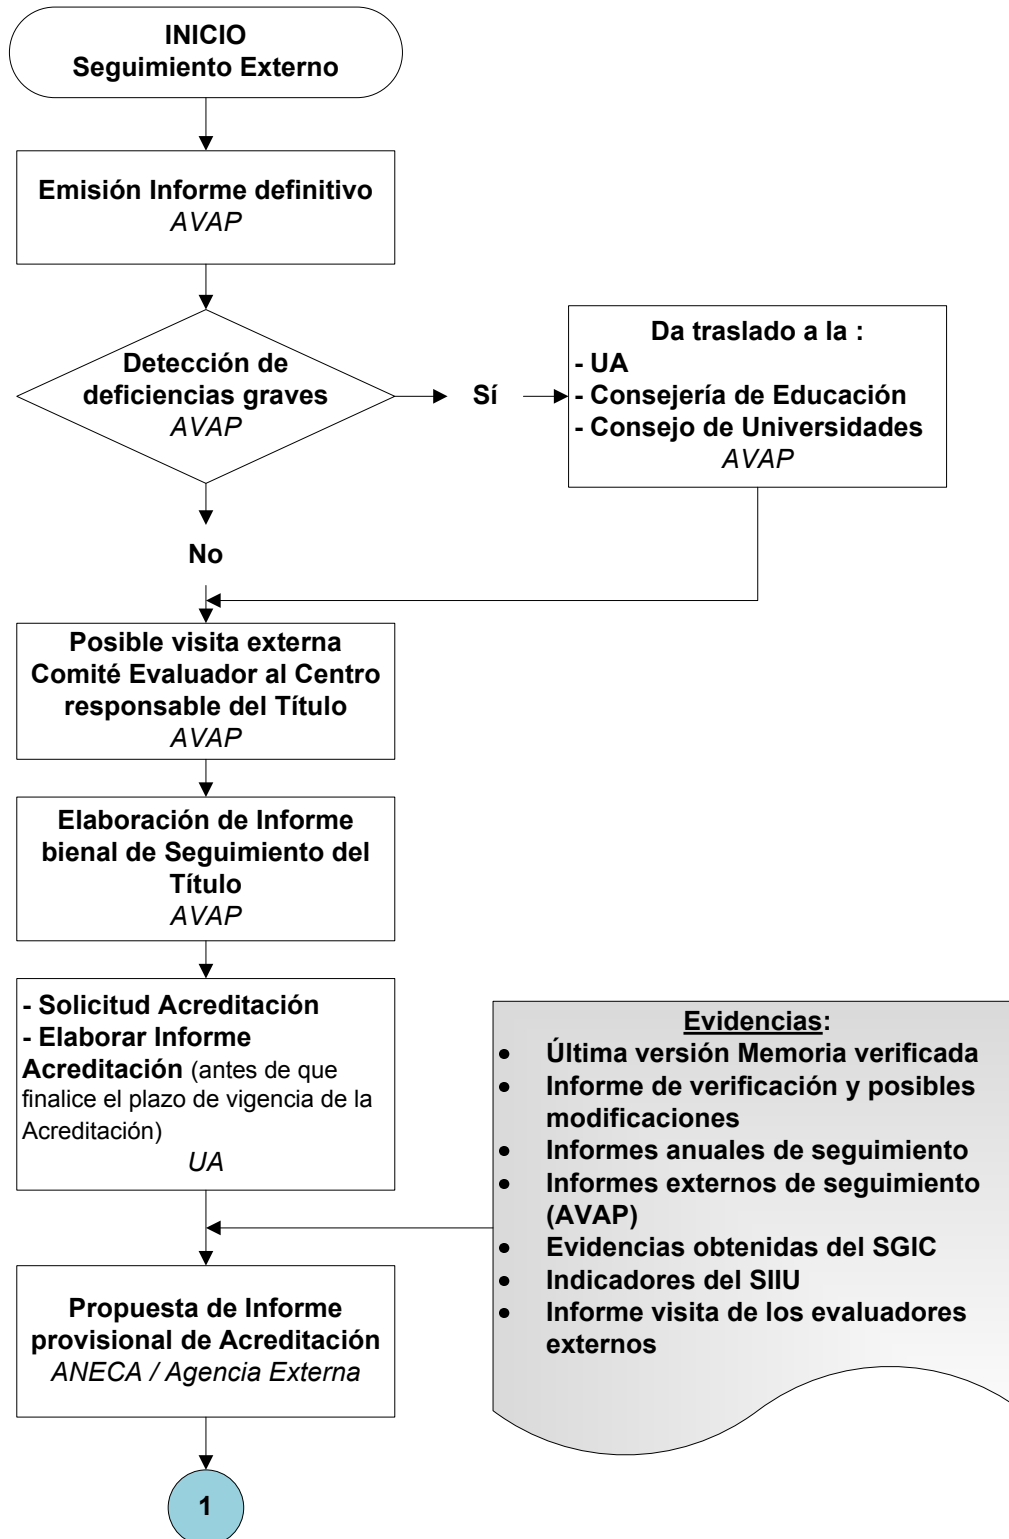 INICIO
Seguimiento Externo
Emisión Informe definitivo
AVAP
Detección de
deficiencias graves
AVAP
Sí
Da traslado a la :
- UA
- Consejería de Educación
- Consejo de Universidades
AVAP
No
Posible visita externa
Comité Evaluador al Centro
responsable del Título
AVAP
Elaboración de Informe
bienal de Seguimiento del
Título
AVAP
- Solicitud Acreditación
- Elaborar Informe
Acreditación (antes de que
finalice el plazo de vigencia de la
Acreditación)
UA
Evidencias:
• Última versión Memoria verificada
• Informe de verificación y posibles
modificaciones
• Informes anuales de seguimiento
• Informes externos de seguimiento
(AVAP)
• Evidencias obtenidas del SGIC
• Indicadores del SIIU
• Informe visita de los evaluadores
externos
Propuesta de Informe
provisional de Acreditación
ANECA / Agencia Externa
1